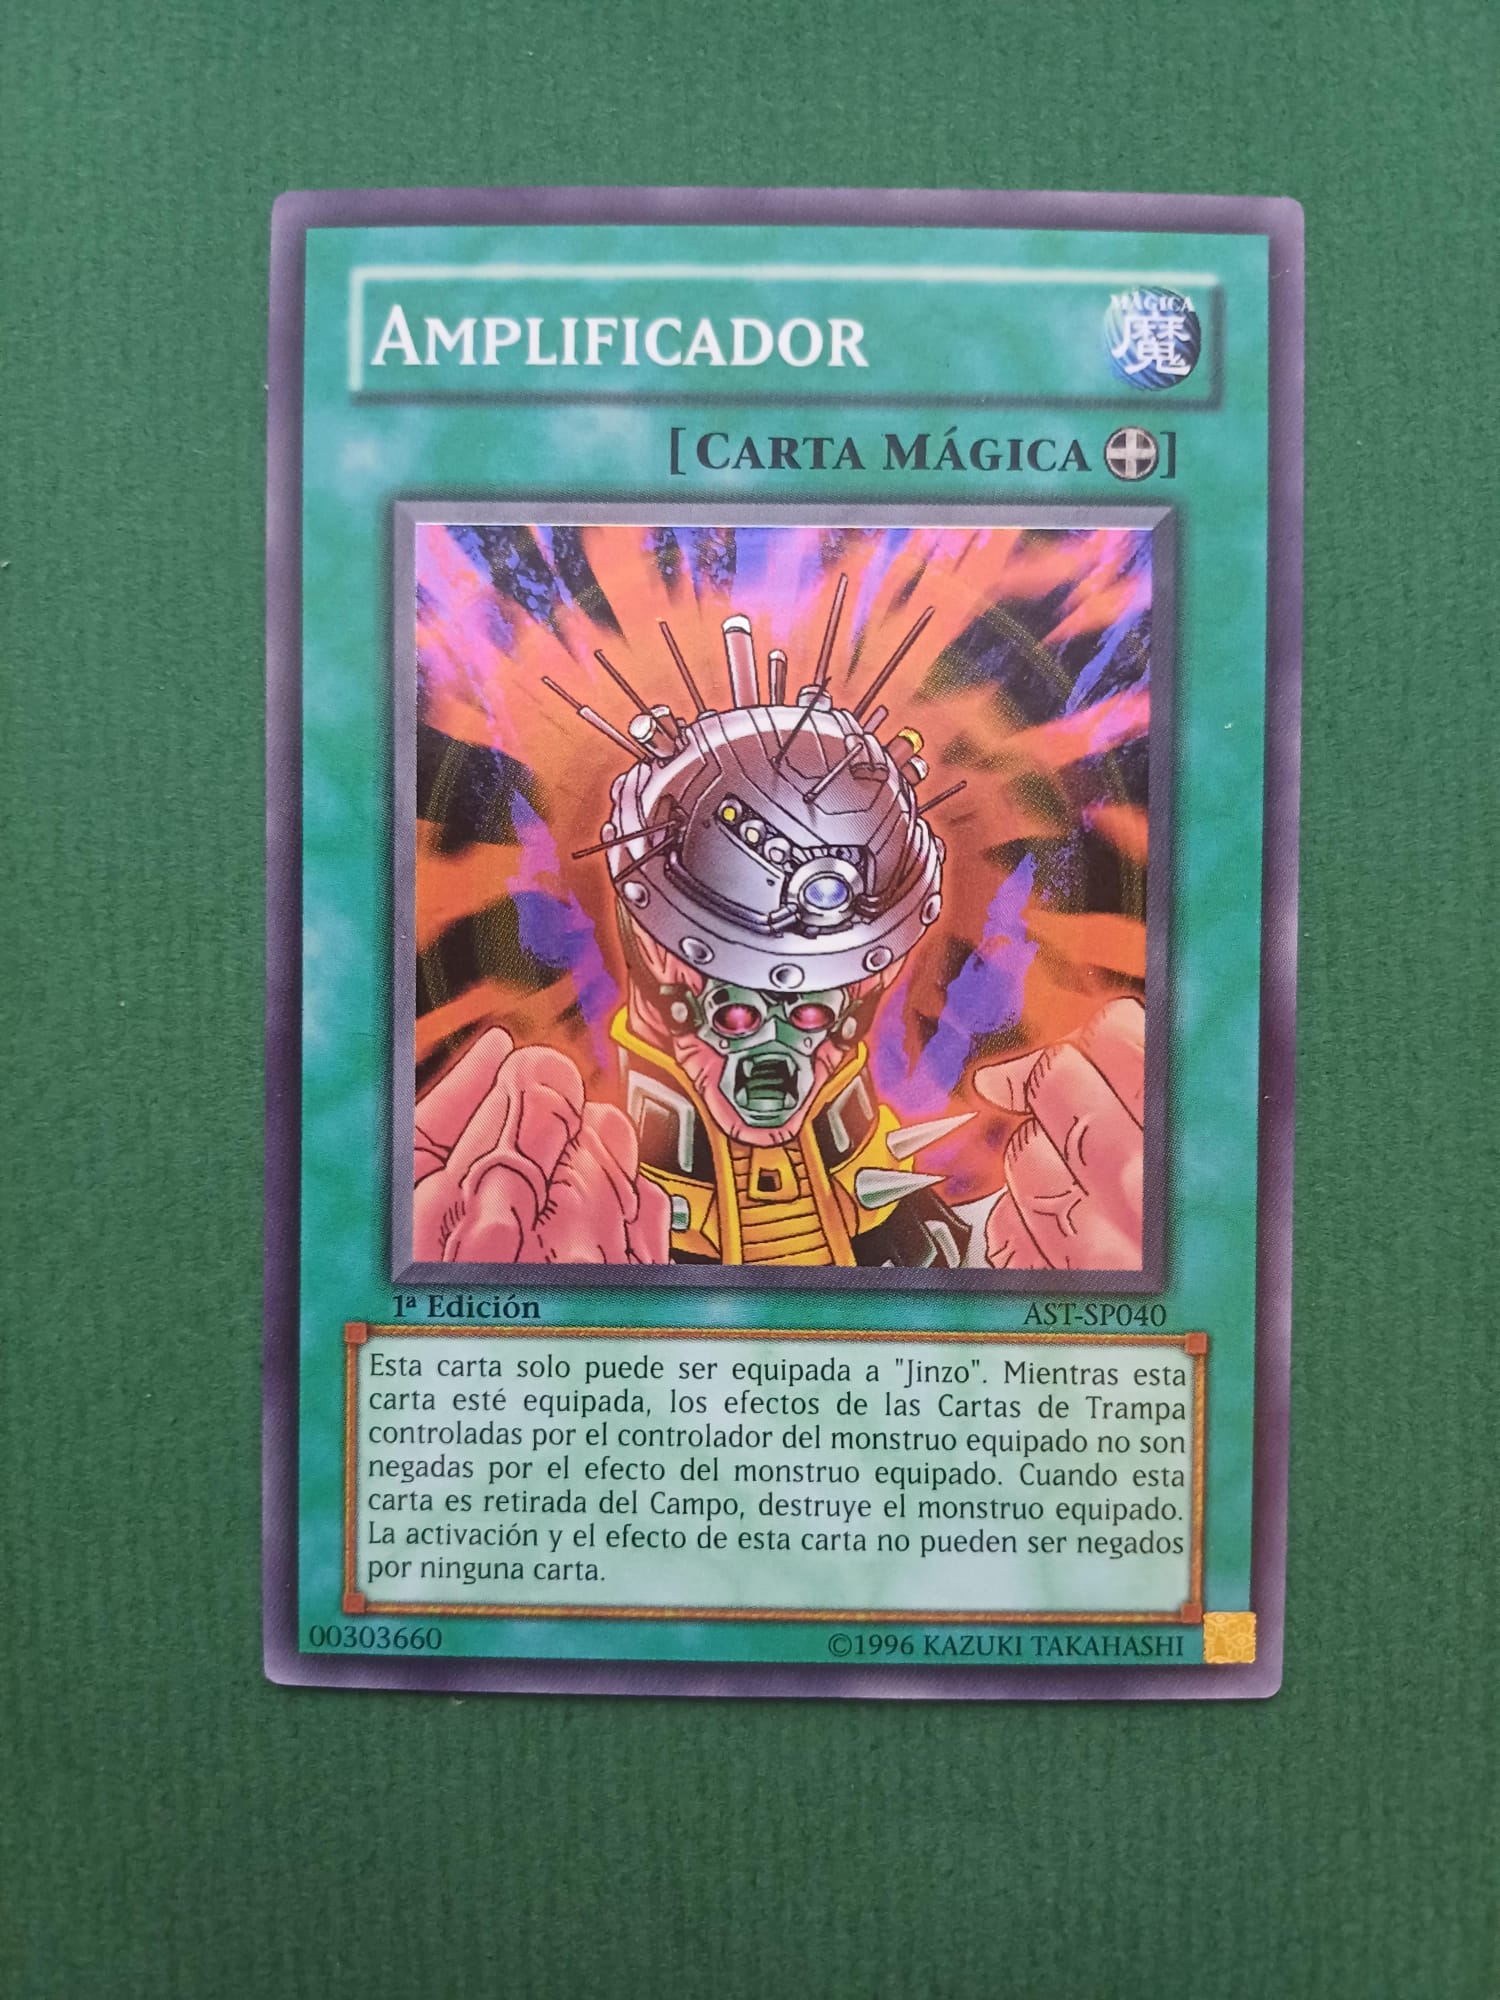 AMPLIFICADOR
MÁGICA
魔
[CARTA MÁGICA]
1ª Edición
AST-SP040
Esta carta solo puede ser equipada a "Jinzo". Mientras esta
carta esté equipada, los efectos de las Cartas de Trampa
controladas por el controlador del monstruo equipado no son
negadas por el efecto del monstruo equipado. Cuando esta
carta es retirada del Campo, destruye el monstruo equipado.
La activación y el efecto de esta carta no pueden ser negados
por ninguna carta.
00303660
©1996 KAZUKI TAKAHASHI